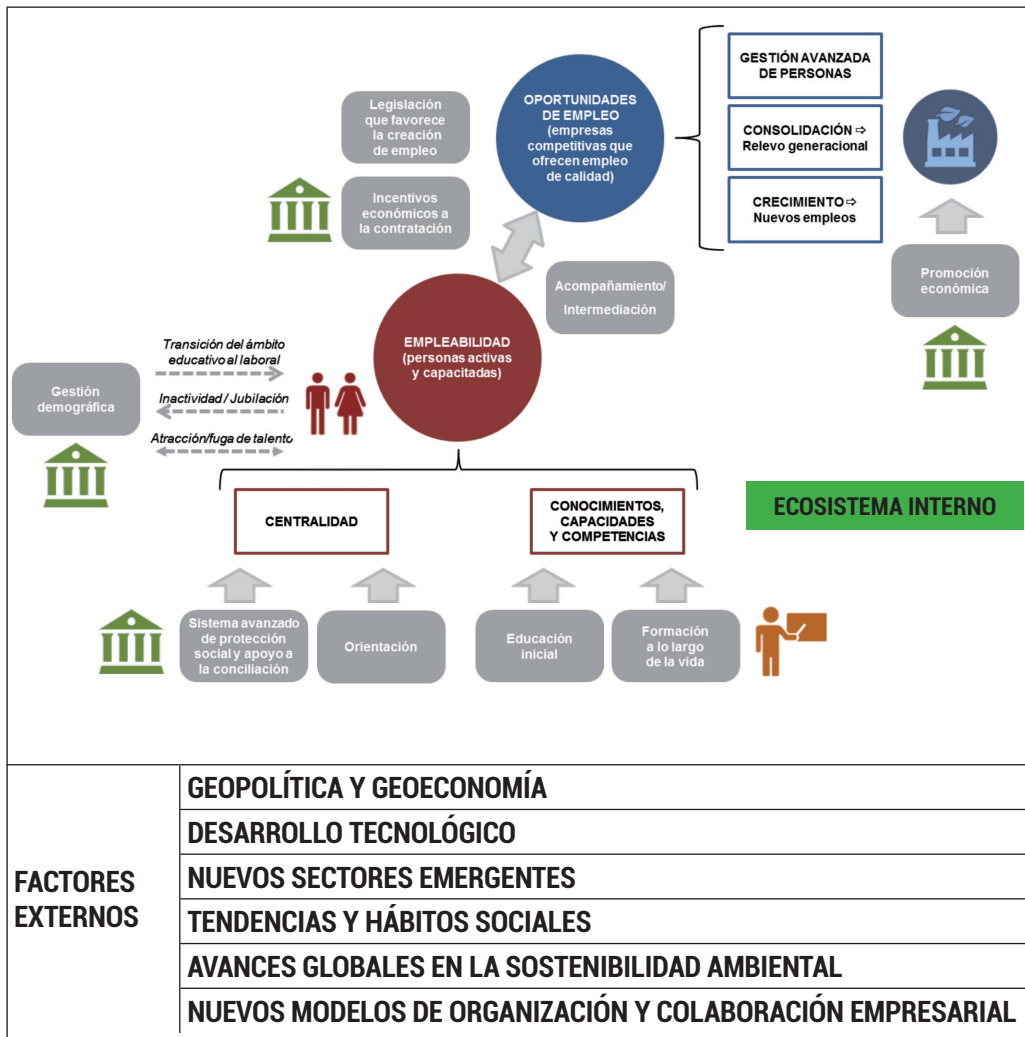 GESTIÓN AVANZADA
DE PERSONAS
OPORTUNIDADES
DE EMPLEO
(empresas
competitivas que
ofrecen empleo
de calidad)
Legislación
que favorece
la creación
de empleo
CONSOLIDACIÓN ⇨
Relevo generacional
Incentivos
económicos a
la contratación
CRECIMIENTO ⇨
Nuevos empleos
Acompañamiento/
Intermediación
Promoción
económica
EMPLEABILIDAD
(personas activas
y capacitadas)
Transición del ámbito
educativo al laboral
Gestión
demográfica
Inactividad / Jubilación
Atracción/fuga de talento
CENTRALIDAD
CONOCIMIENTOS,
CAPACIDADES
Y COMPETENCIAS
ECOSISTEMA INTERNO
Sistema avanzado
de protección
social y apoyo a
la conciliación
Orientación
Educación
inicial
Formación
a lo largo
de la vida
FACTORES
EXTERNOS
GEOPOLÍTICA Y GEOECONOMÍA
DESARROLLO TECNOLÓGICO
NUEVOS SECTORES EMERGENTES
TENDENCIAS Y HÁBITOS SOCIALES
AVANCES GLOBALES EN LA SOSTENIBILIDAD AMBIENTAL
NUEVOS MODELOS DE ORGANIZACIÓN Y COLABORACIÓN EMPRESARIAL